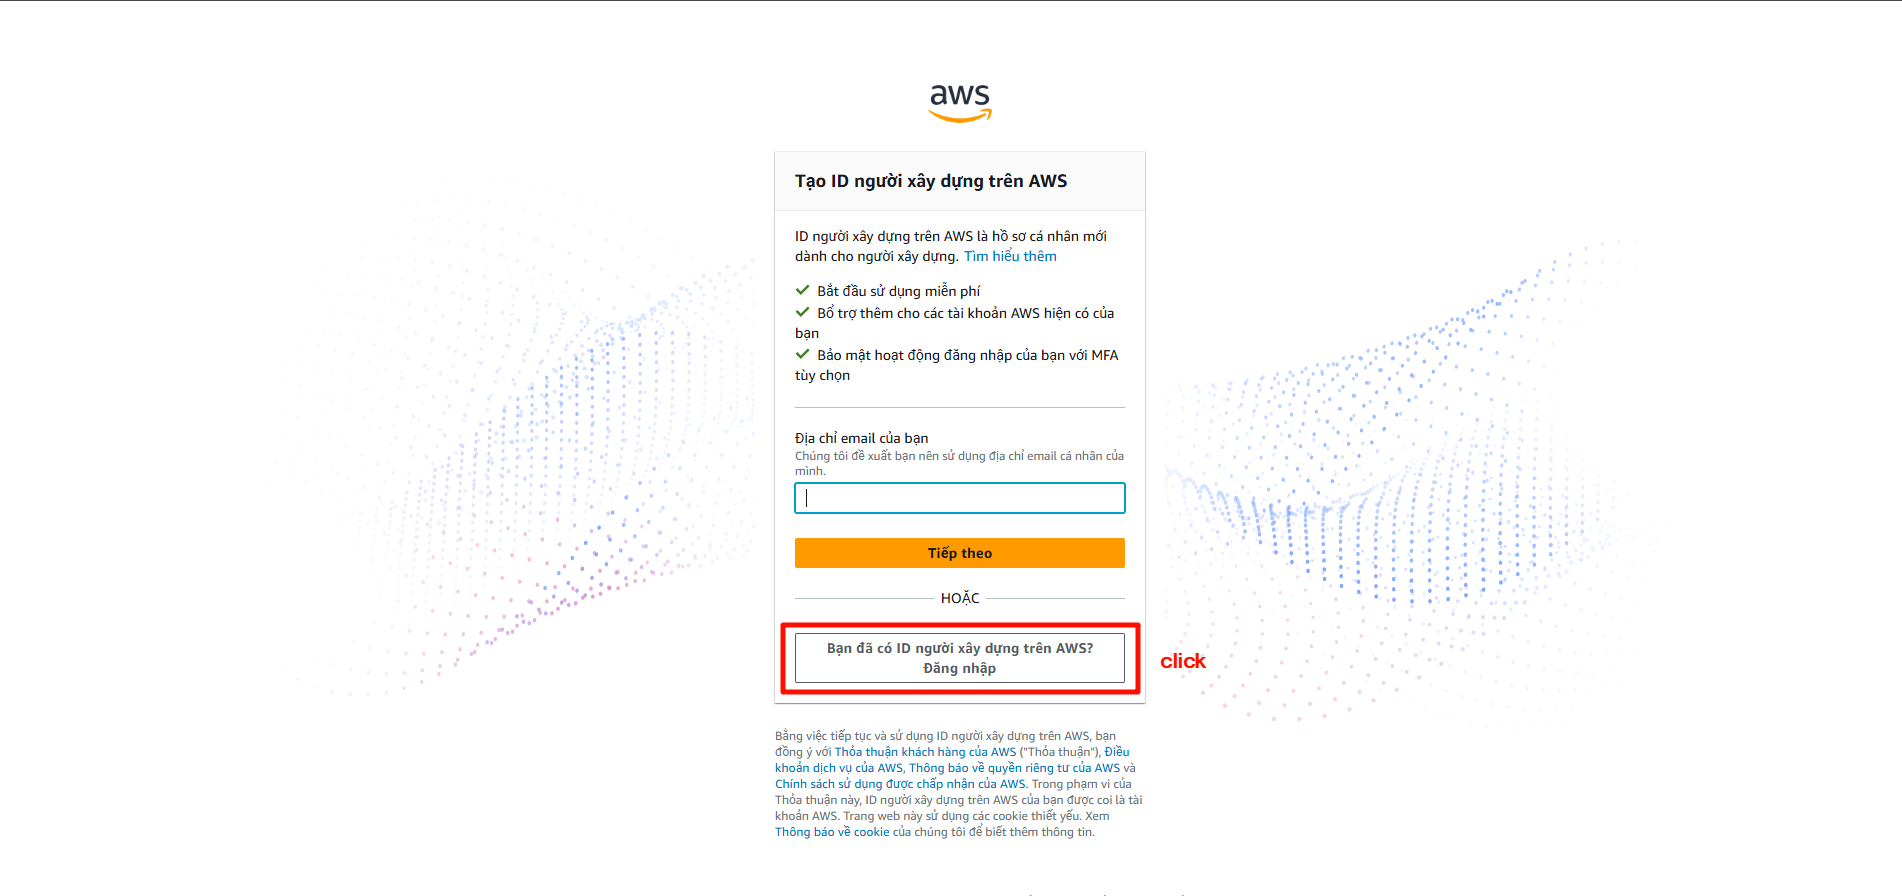 aws
Tạo ID người xây dựng trên AWS
ID người xây dựng trên AWS là hồ sơ cá nhân mới
dành cho người xây dựng. Tìm hiểu thêm
Bắt đầu sử dụng miễn phí
Bổ trợ thêm cho các tài khoản AWS hiện có của
bạn
Bảo mật hoạt động đăng nhập của bạn với MFA
tùy chọn
Địa chỉ email của bạn
Chúng tôi đề xuất bạn nên sử dụng địa chỉ email cá nhân của
mình.
Tiếp theo
HOẶC
Bạn đã có ID người xây dựng trên AWS?
Đăng nhập
click
Bằng việc tiếp tục và sử dụng ID người xây dựng trên AWS, bạn
đồng ý với Thỏa thuận khách hàng của AWS ("Thỏa thuận"), Điều
khoản dịch vụ của AWS, Thông báo về quyền riêng tư của AWS và
Chính sách sử dụng được chấp nhận của AWS. Trong phạm vi của
Thỏa thuận này, ID người xây dựng trên AWS của bạn được coi là tài
khoản AWS. Trang web này sử dụng các cookie thiết yếu. Xem
Thông báo về cookie của chúng tôi để biết thêm thông tin.